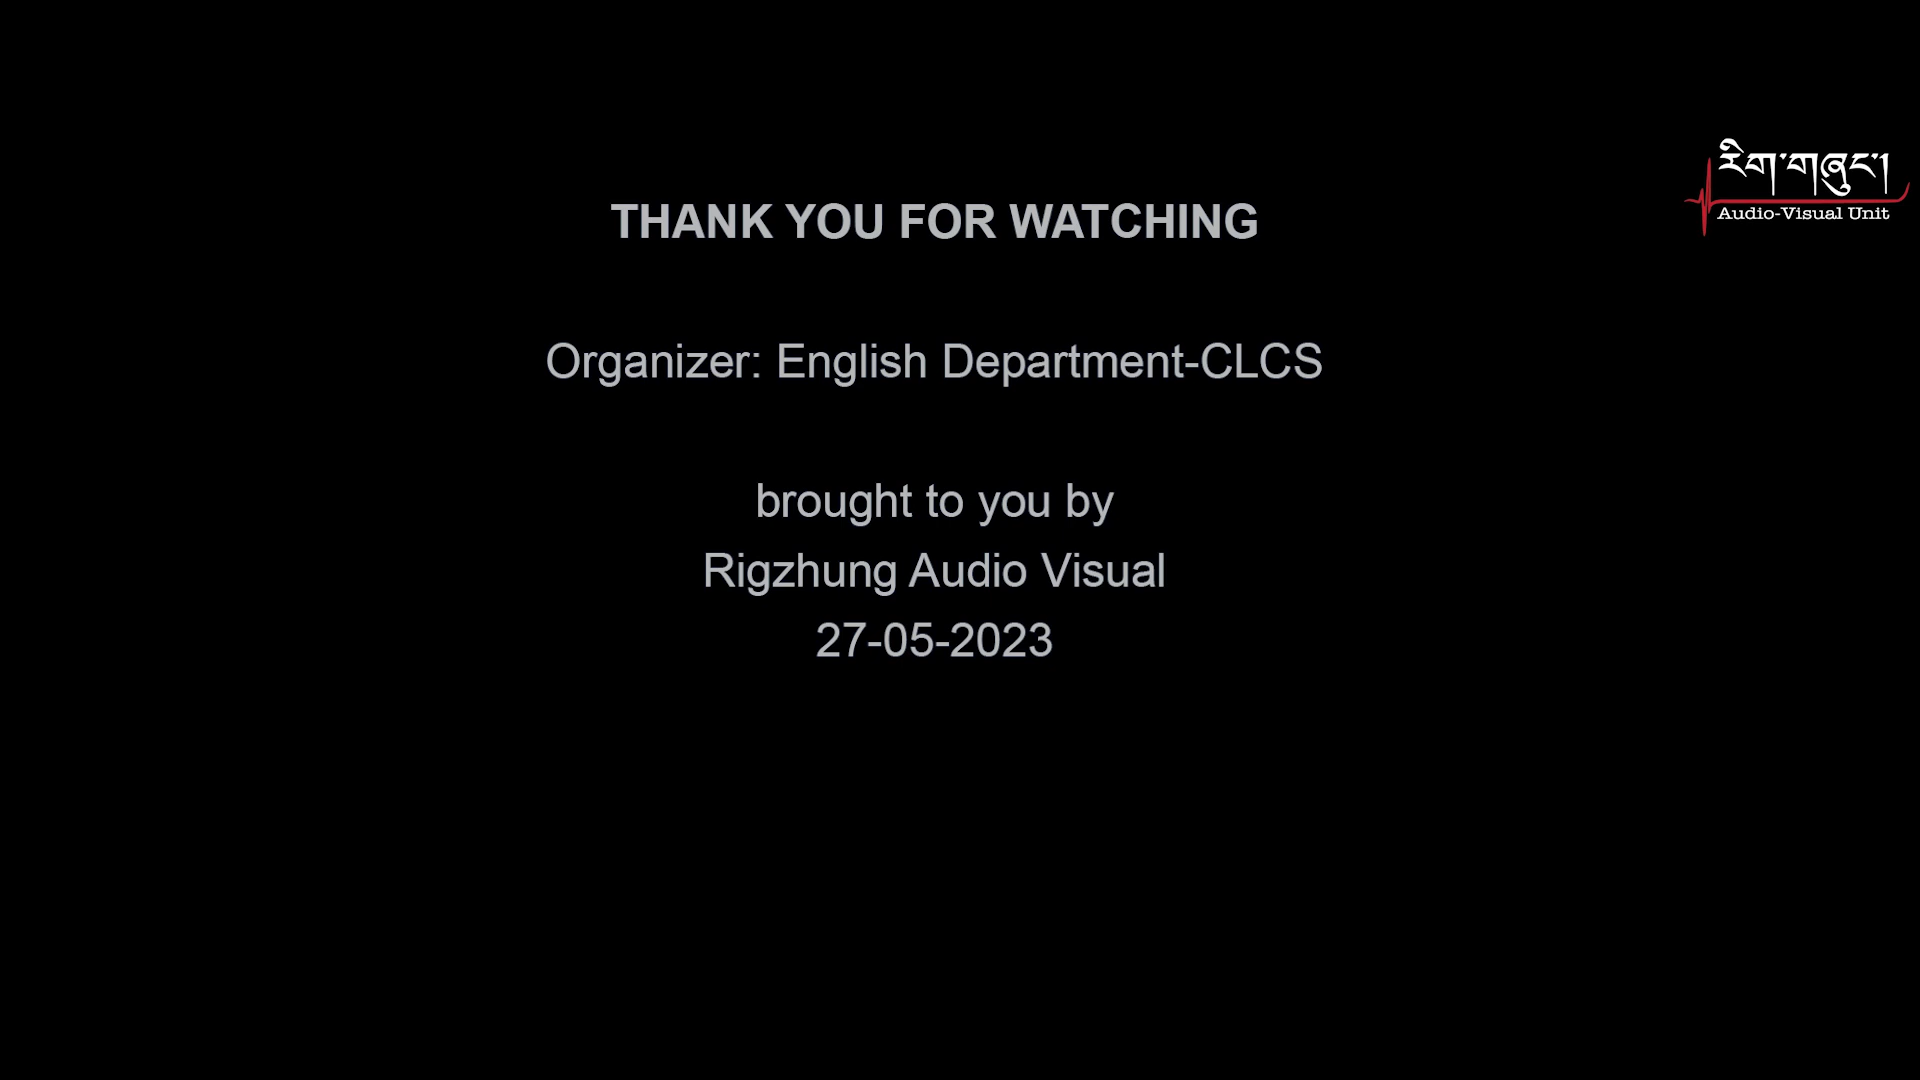 THANK YOU FOR WATCHING
Organizer: English Department-CLCS
brought to you by
Rigzhung Audio Visual
27-05-2023
རིག་གཞུང་།
Audio-Visual Unit